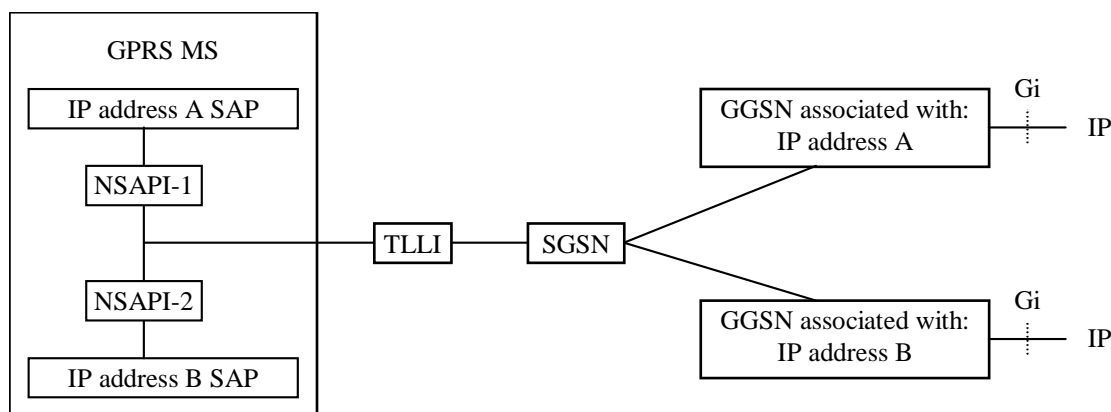 GPRS MS
IP address A SAP
NSAPI-1
NSAPI-2
IP address B SAP
TLLI
SGSN
GGSN associated with:
IP address A
Gi
IP
GGSN associated with:
IP address B
Gi
IP